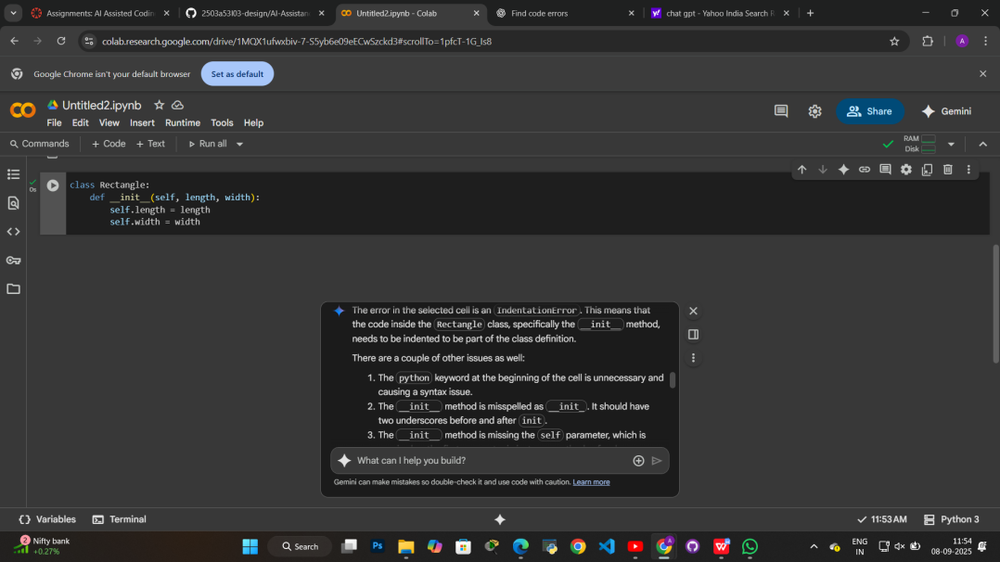 Assignments: AI Assisted Codin
2503a53l03-design/AI-Assistan
Untitled2.ipynb - Colab
Find code errors
chat gpt - Yahoo India Search R
colab.research.google.com/drive/1MQX1ufwxbiv-7-S5yb6e09eECwSzckd3#scrollTo=1pfcT-1G_Is8
A
Google Chrome isn't your default browser
Set as default
Untitled2.ipynb
File Edit View Insert Runtime Tools Help
Share
Gemini
Commands + Code + Text Run all
RAM
Disk
0s
class Rectangle:
    def __init__(self, length, width):
        self.length = length
        self.width = width
The error in the selected cell is an IndentationError. This means that
the code inside the Rectangle class, specifically the __init__ method,
needs to be indented to be part of the class definition.
There are a couple of other issues as well:
1. The python keyword at the beginning of the cell is unnecessary and
causing a syntax issue.
2. The __init__ method is misspelled as __init_. It should have
two underscores before and after init.
3. The __init__ method is missing the self parameter, which is
What can I help you build?
Gemini can make mistakes so double-check it and use code with caution. Learn more
Variables Terminal
11:53 AM Python 3
2
Nifty bank
+0.27%
Search
Ps
ENG
IN
11:54
08-09-2025